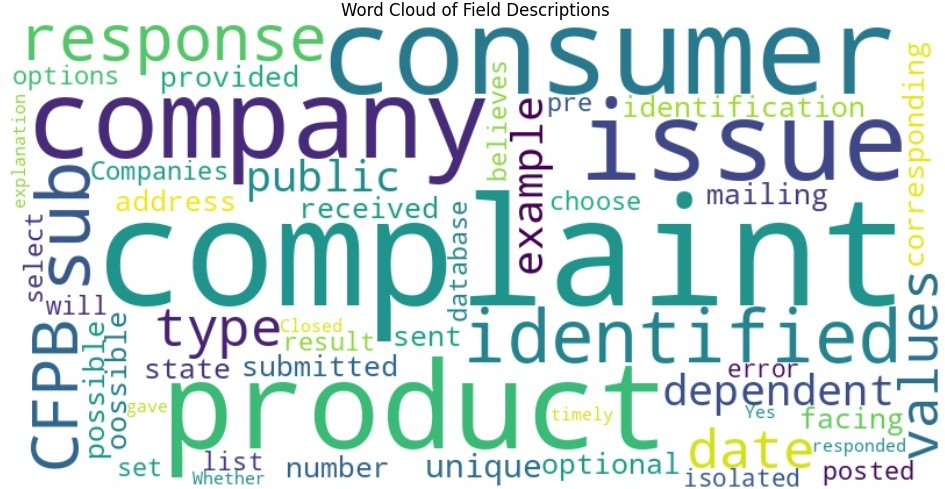 Word Cloud of Field Descriptions
response
consumer
options
provided
company
believes
pre
identification
explanation
example
issue
corresponding
Companies
public
mailing
sub
address
received
choose
select
complaint
database
will
type
Closed
result
sent
identified
values
CFPB
possible
oossible
state
submitted
product
error
dependent
gave
timely
Yes
facing
date
responded
set
list
Whether
number
unique
optional
isolated
posted